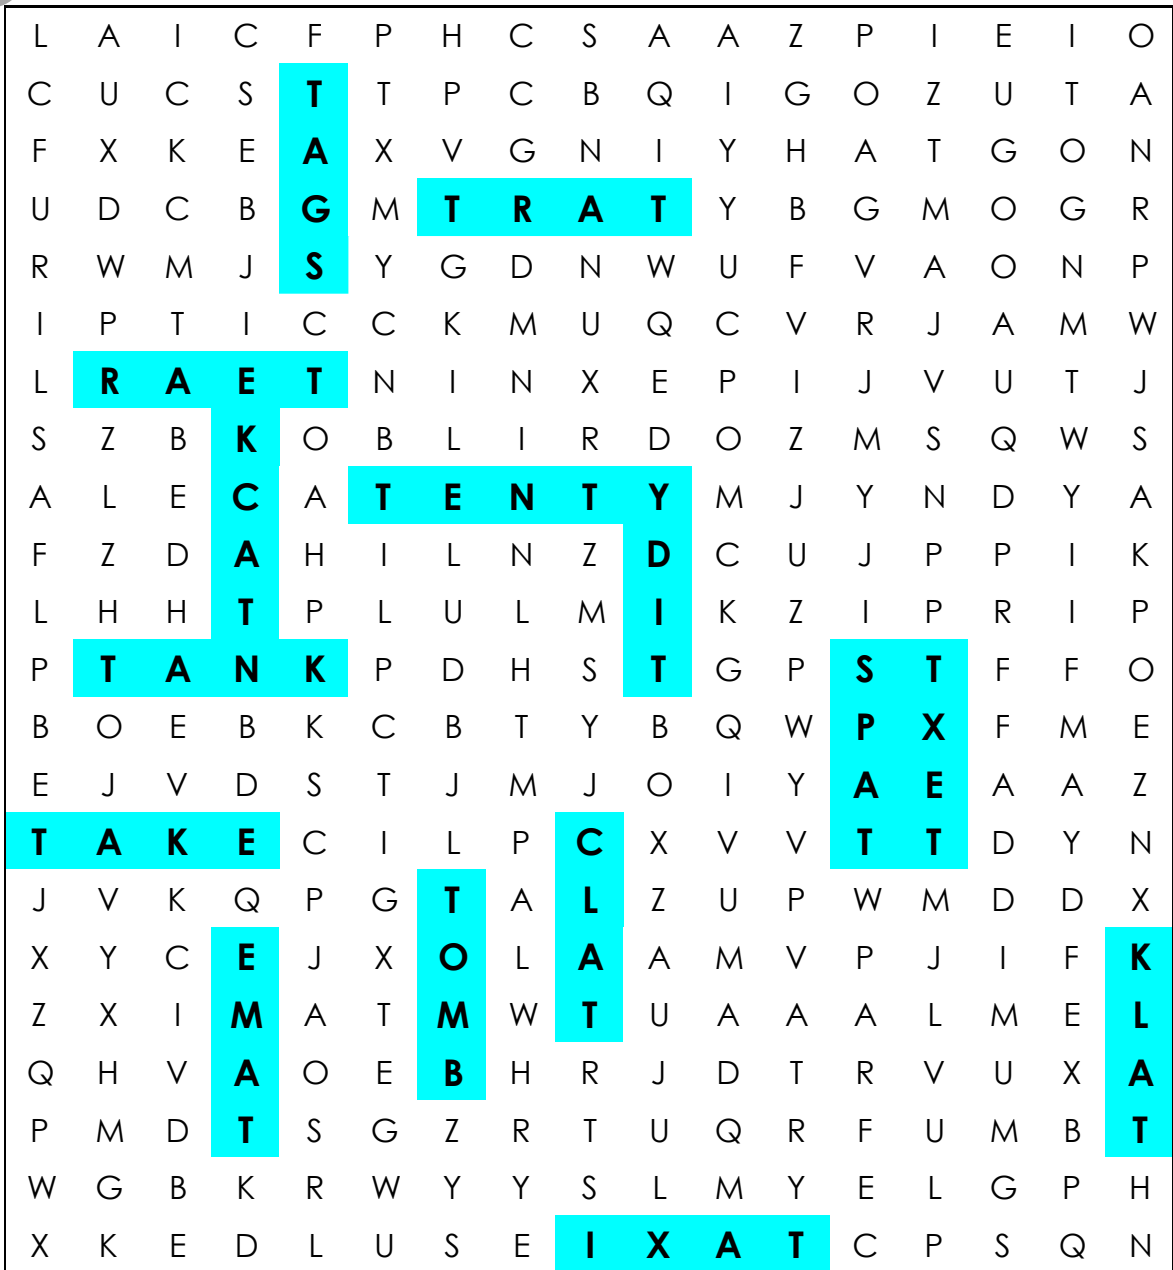 L A I C F P H C S A A Z P I E I O
C U C S T T P C B Q I G O Z U T A
F X K E A X V G N I Y H A T G O N
U D C B G M T R A T Y B G M O G R
R W M J S Y G D N W U F V A O N P
I P T I C C K M U Q C V R J A M W
L R A E T N I N X E P I J V U T J
S Z B K O B L I R D O Z M S Q W S
A L E C A T E N T Y M J Y N D Y A
F Z D A H I L N Z D C U J P P I K
L H H T P L U L M I K Z I P R I P
P T A N K P D H S T G P S T F F O
B O E B K C B T Y B Q W P X F M E
E J V D S T J M J O I Y A E A A Z
T A K E C I L P C X V V T T D Y N
J V K Q P G T A L Z U P W M D D X
X Y C E J X O L A A M V P J I F K
Z X I M A T M W T U A A A L M E L
Q H V A O E B H R J D T R V U X A
P M D T S G Z R T U Q R F U M B T
W G B K R W Y Y S L M Y E L G P H
X K E D L U S E I X A T C P S Q N